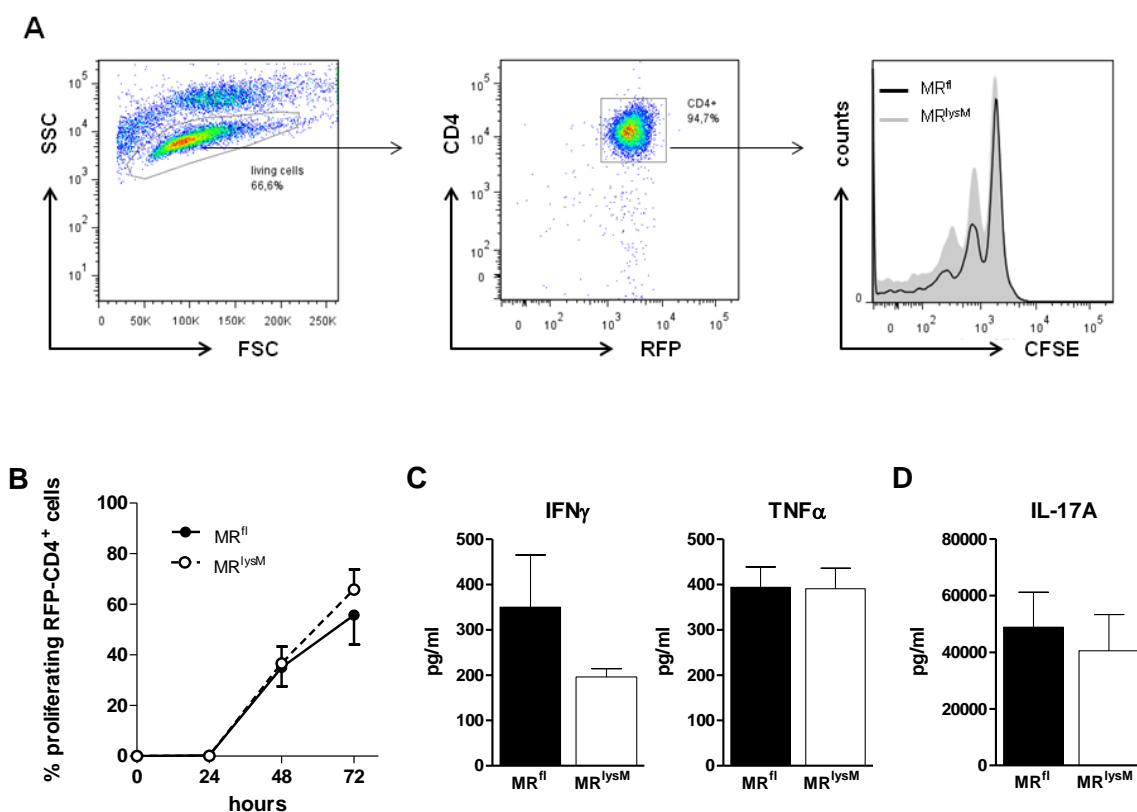 A
SSC
10^5
10^4
10^3
10^2
10^1
living cells
66,6%
0 50K 100K 150K 200K 250K
FSC
CD4
10^5
10^4
10^3
10^2
0
CD4+
94,7%
0 10^2 10^3 10^4 10^5
RFP
counts
0
MR^fl
MR^lysM
0 10^2 10^3 10^4 10^5
CFSE
B
% proliferating RFP-CD4^+ cells
100
80
60
40
20
0
MR^fl
MR^lysM
0 24 48 72
hours
C
IFNγ
pg/ml
500
400
300
200
100
0
MR^fl MR^lysM
TNFα
pg/ml
500
400
300
200
100
0
MR^fl MR^lysM
D
IL-17A
pg/ml
80000
60000
40000
20000
0
MR^fl MR^lysM